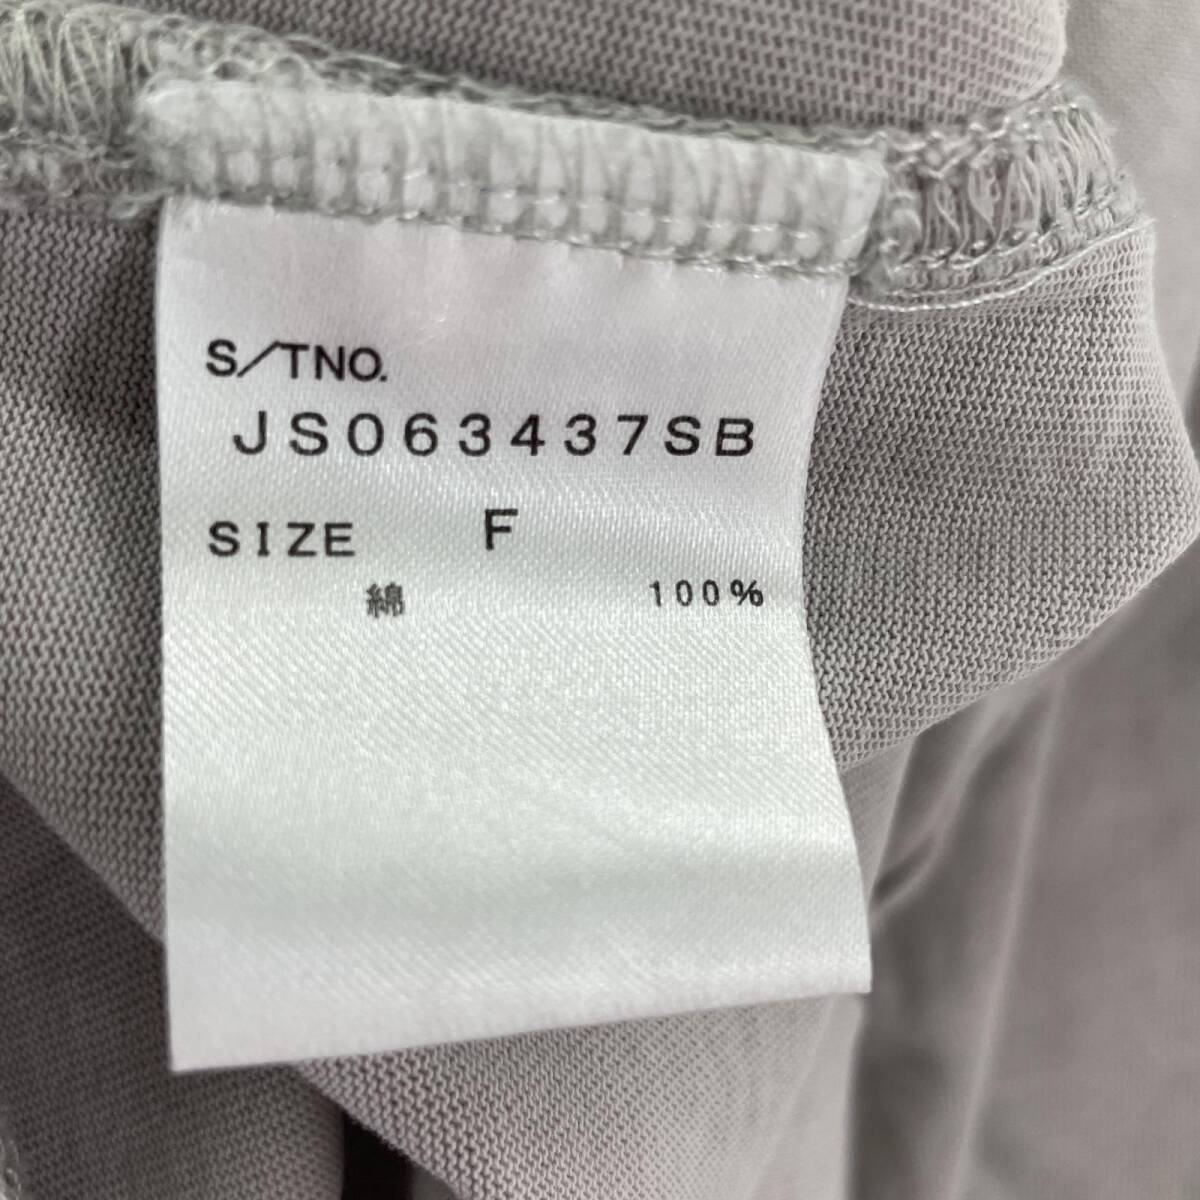 S/TNO.
JS063437SB
SIZE F
綿 100%